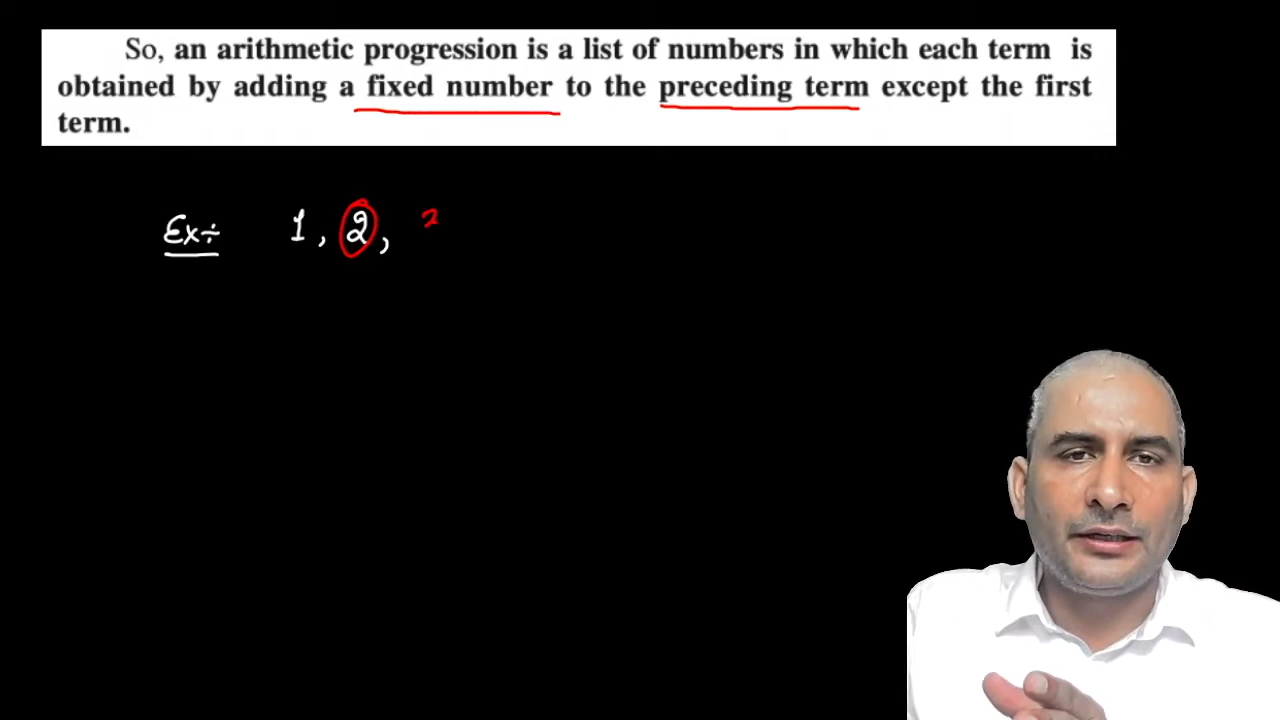 So, an arithmetic progression is a list of numbers in which each term is
obtained by adding a fixed number to the preceding term except the first
term.
Ex÷ 1, 2,